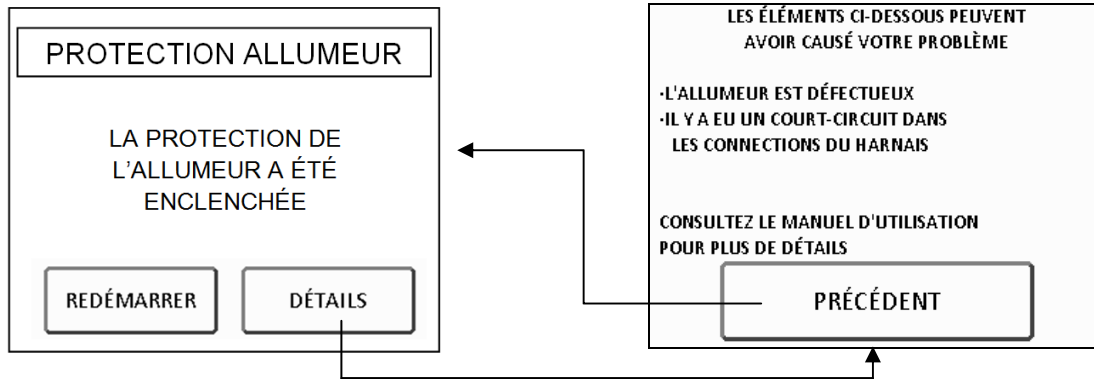 PROTECTION ALLUMEUR
LA PROTECTION DE
L'ALLUMEUR A ÉTÉ
ENCLENCHÉE
REDÉMARRER
DÉTAILS
LES ÉLÉMENTS CI-DESSOUS PEUVENT
AVOIR CAUSÉ VOTRE PROBLÈME
·L'ALLUMEUR EST DÉFECTUEUX
·IL Y A EU UN COURT-CIRCUIT DANS
LES CONNECTIONS DU HARNAIS
CONSULTEZ LE MANUEL D'UTILISATION
POUR PLUS DE DÉTAILS
PRÉCÉDENT